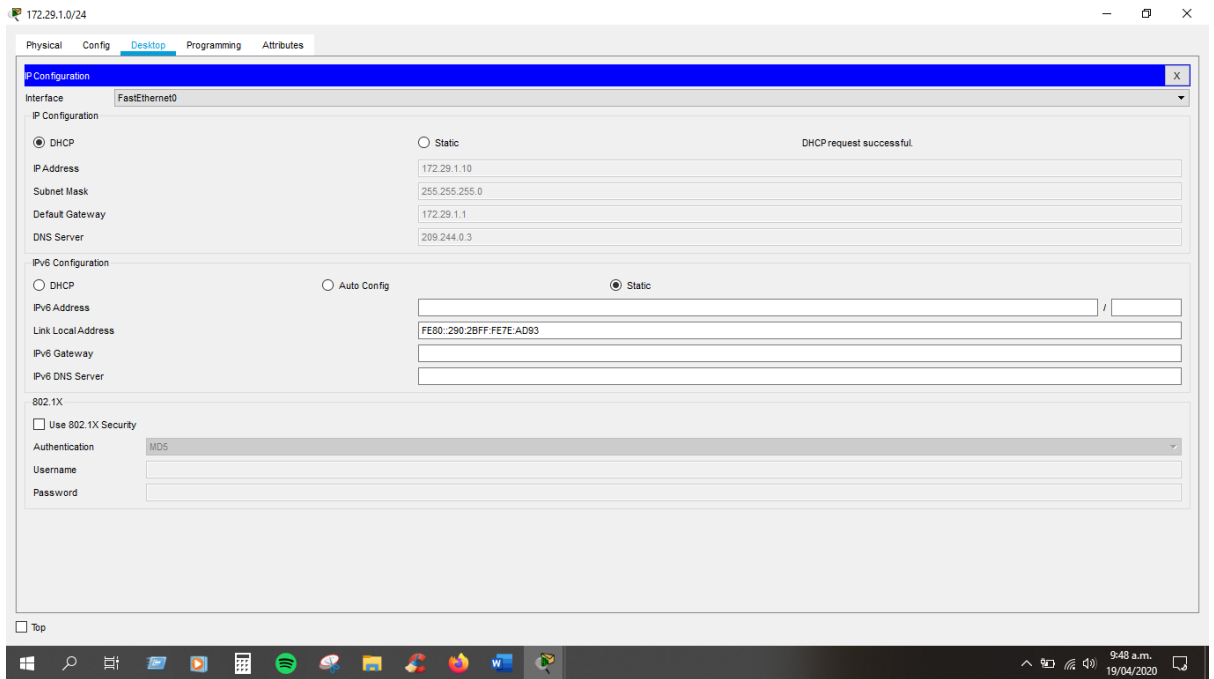 172.29.1.0/24
Physical Config Desktop Programming Attributes
IP Configuration X
Interface FastEthernet0
IP Configuration
DHCP Static DHCP request successful.
IP Address 172.29.1.10
Subnet Mask 255.255.255.0
Default Gateway 172.29.1.1
DNS Server 209.244.0.3
IPv6 Configuration
DHCP Auto Config Static
IPv6 Address /
Link Local Address FE80::290:2BFF:FE7E:AD93
IPv6 Gateway
IPv6 DNS Server
802.1X
Use 802.1X Security
Authentication MD5
Username
Password
Top
9:48 a.m.
19/04/2020